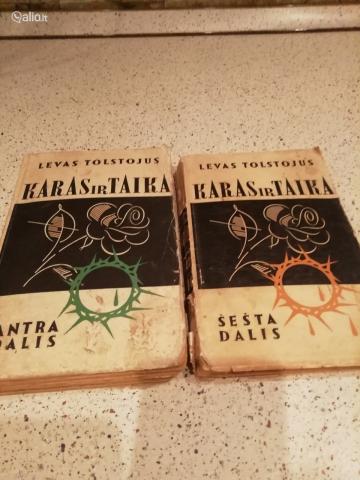 alio.lt
LEVAS TOLSTOJUS
KARAS IR TAIKA
ANTRA
DALIS
LEVAS TOLSTOJUS
KARAS IR TAIKA
ŠEŠTA
DALIS